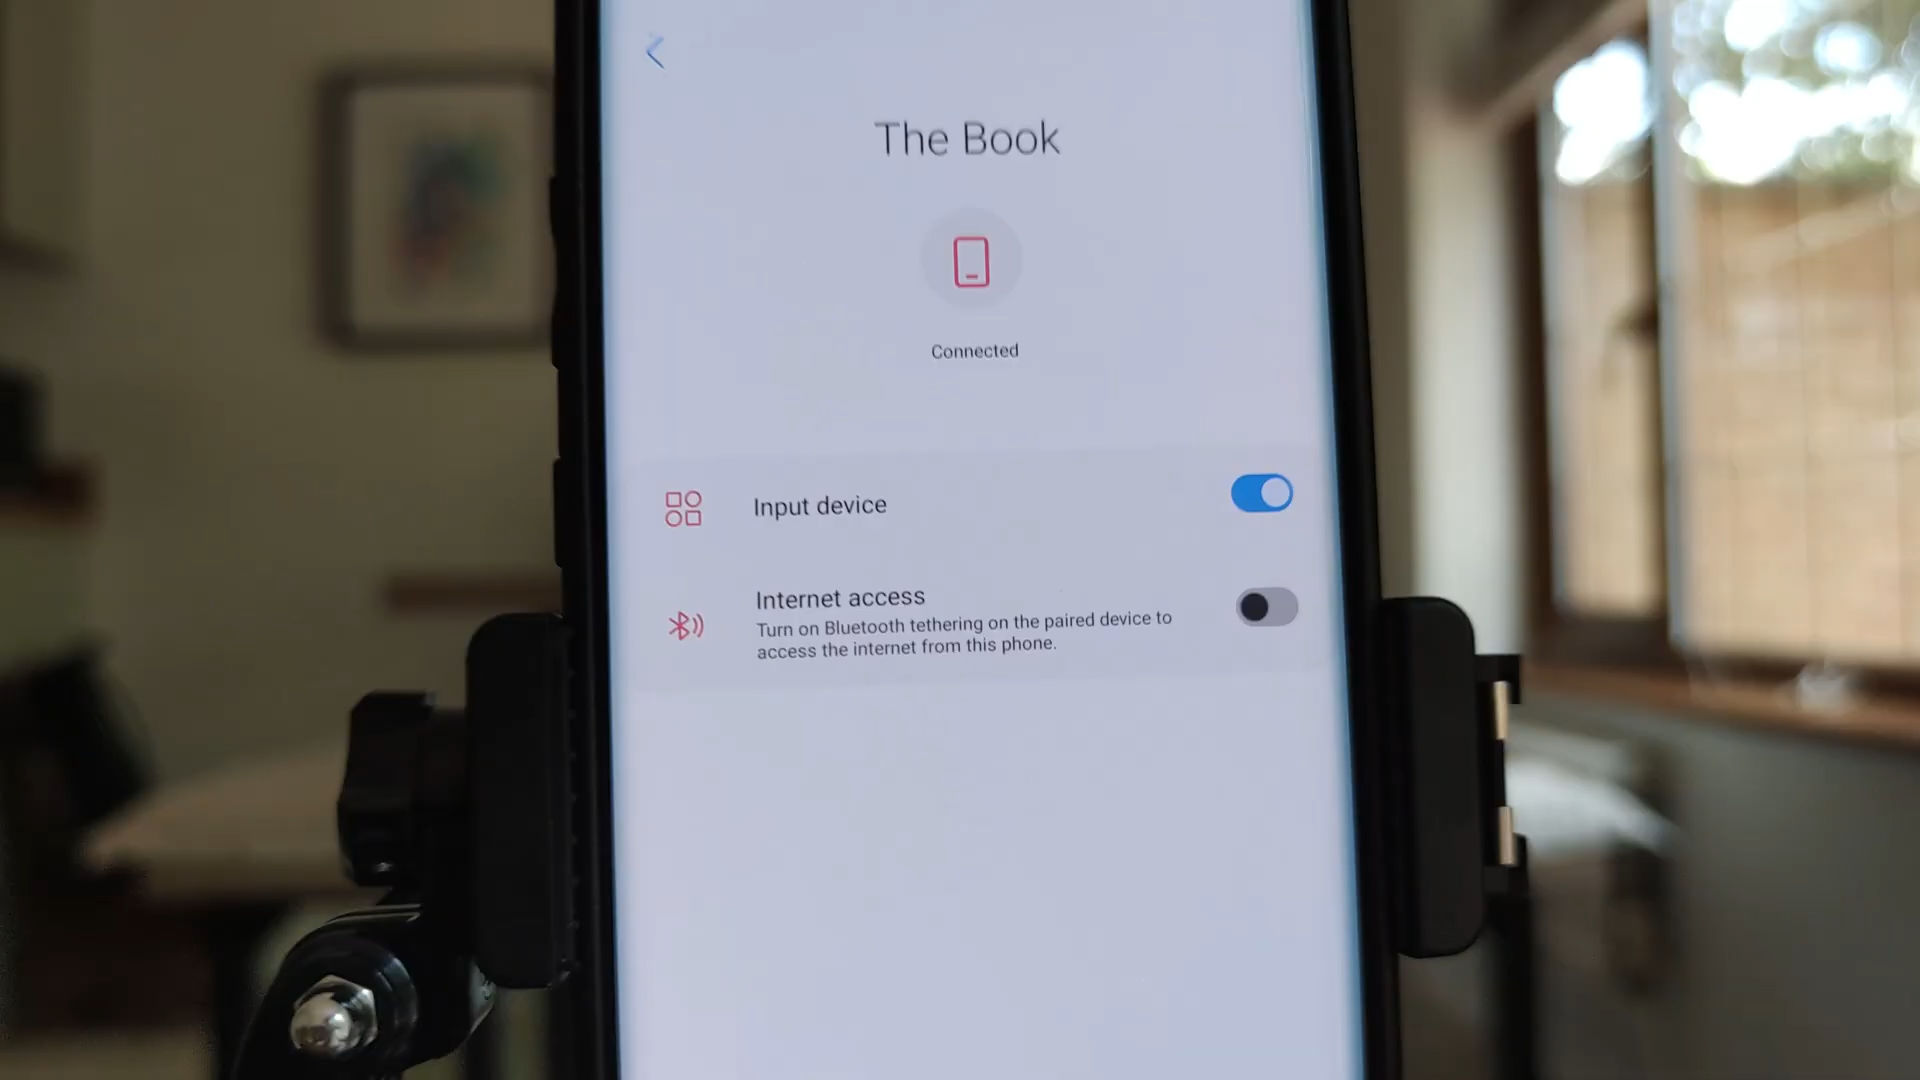 The Book
Connected
Input device
Internet access
Turn on Bluetooth tethering on the paired device to
access the internet from this phone.